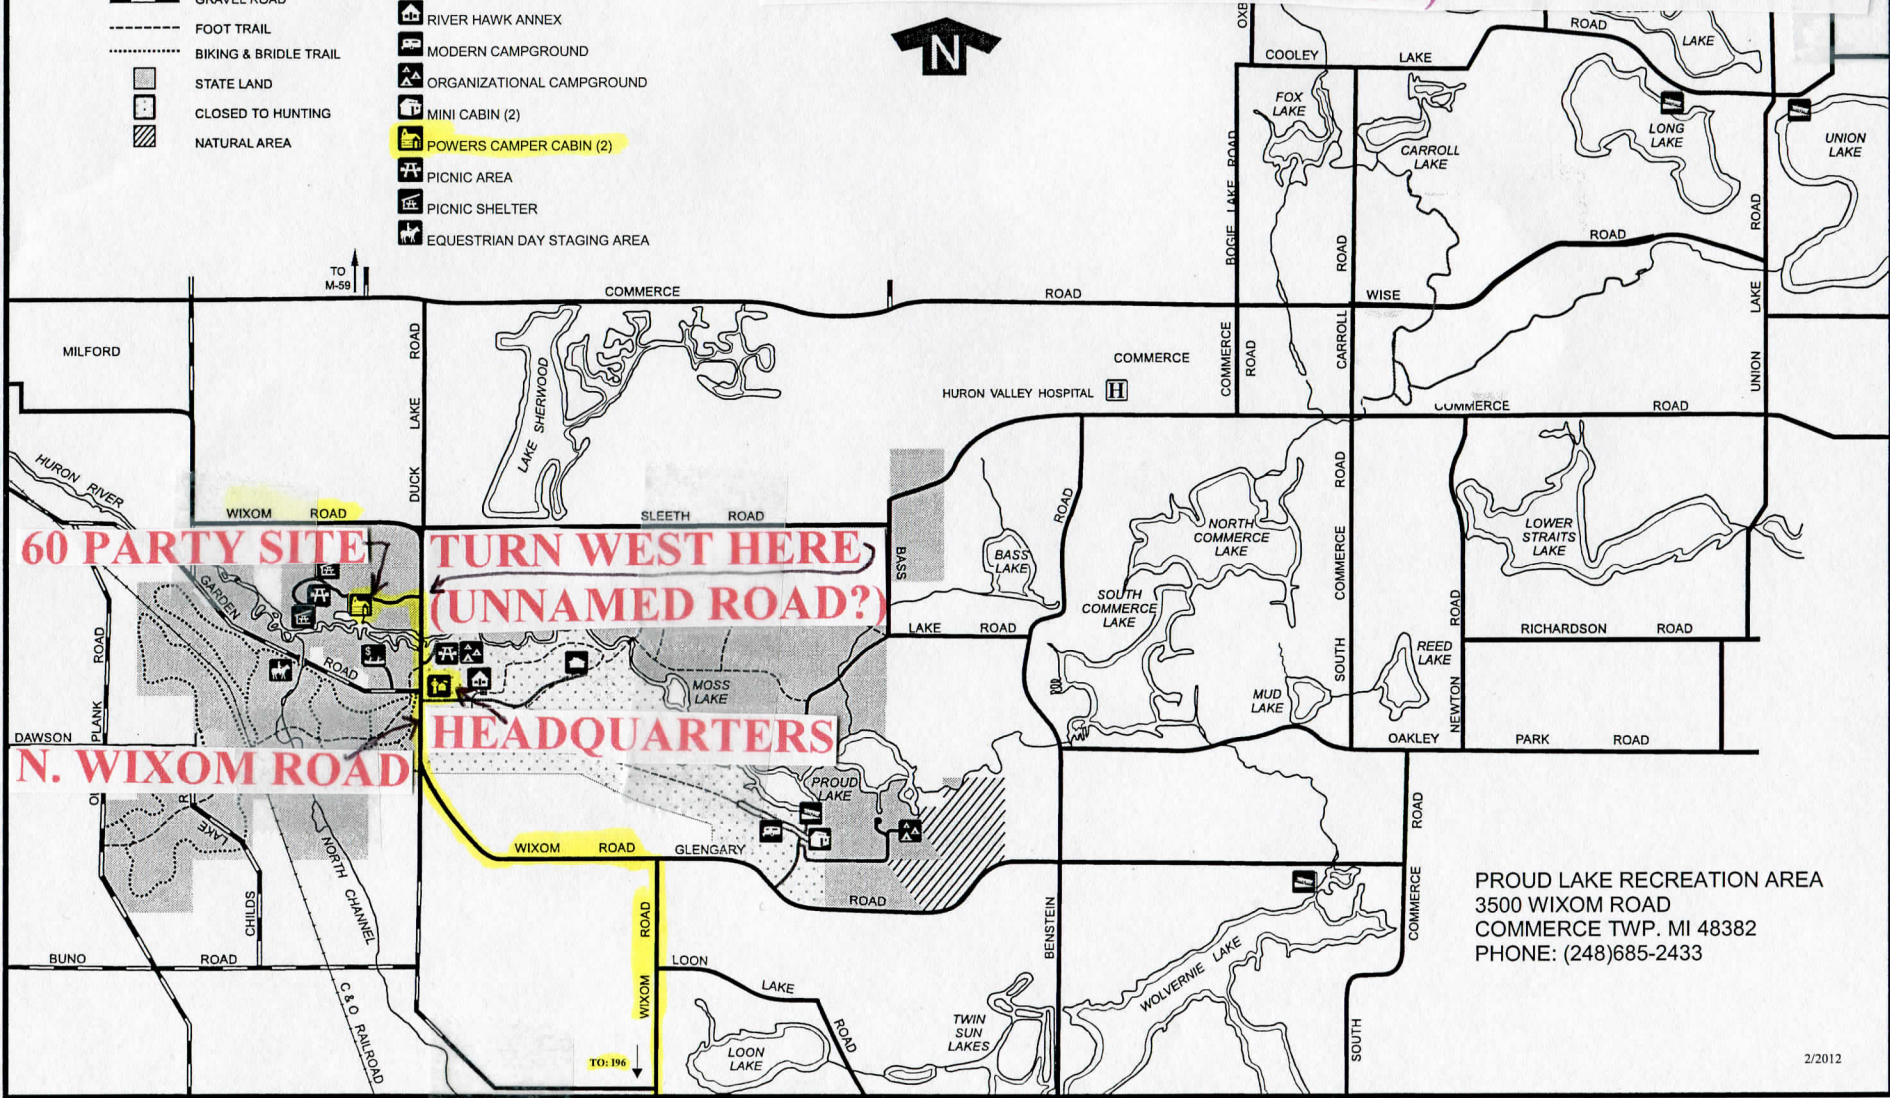 GRAVEL ROAD
FOOT TRAIL
BIKING & BRIDLE TRAIL
STATE LAND
CLOSED TO HUNTING
NATURAL AREA
RIVER HAWK ANNEX
MODERN CAMPGROUND
ORGANIZATIONAL CAMPGROUND
MINI CABIN (2)
POWERS CAMPER CABIN (2)
PICNIC AREA
PICNIC SHELTER
EQUESTRIAN DAY STAGING AREA
N
TO
M-59
COOLEY LAKE
ROAD
LAKE
FOX
LAKE
CARROLL
LAKE
LONG
LAKE
UNION
LAKE
BOGIE LAKE ROAD
ROAD
CARROLL
ROAD
WISE
UNION LAKE ROAD
COMMERCE ROAD
MILFORD
DUCK LAKE ROAD
LAKE SHERWOOD
COMMERCE
HURON VALLEY HOSPITAL H
COMMERCE
ROAD
COMMERCE ROAD
HURON RIVER
WIXOM ROAD
SLEETH ROAD
60 PARTY SITE
TURN WEST HERE
(UNNAMED ROAD?)
GARDEN
ROAD
BASS
LAKE ROAD
BASS
LAKE
ROAD
NORTH
COMMERCE
LAKE
SOUTH
COMMERCE
LAKE
SOUTH COMMERCE ROAD
LOWER
STRAITS
LAKE
RICHARDSON ROAD
REED
LAKE
MUD
LAKE
NEWTON ROAD
OAKLEY PARK ROAD
MOSS
LAKE
$
PLANK ROAD
DAWSON
HEADQUARTERS
N. WIXOM ROAD
PROUD
LAKE
LAKE
NORTH CHANNEL
WIXOM ROAD
GLENGARY
ROAD
CHILDS
BUNO ROAD
C & O RAILROAD
WIXOM ROAD
TO: I96
LOON
LAKE
ROAD
LOON
LAKE
TWIN
SUN
LAKES
BENSTEIN
WOLVERNIE LAKE
SOUTH COMMERCE ROAD
PROUD LAKE RECREATION AREA
3500 WIXOM ROAD
COMMERCE TWP. MI 48382
PHONE: (248)685-2433
2/2012